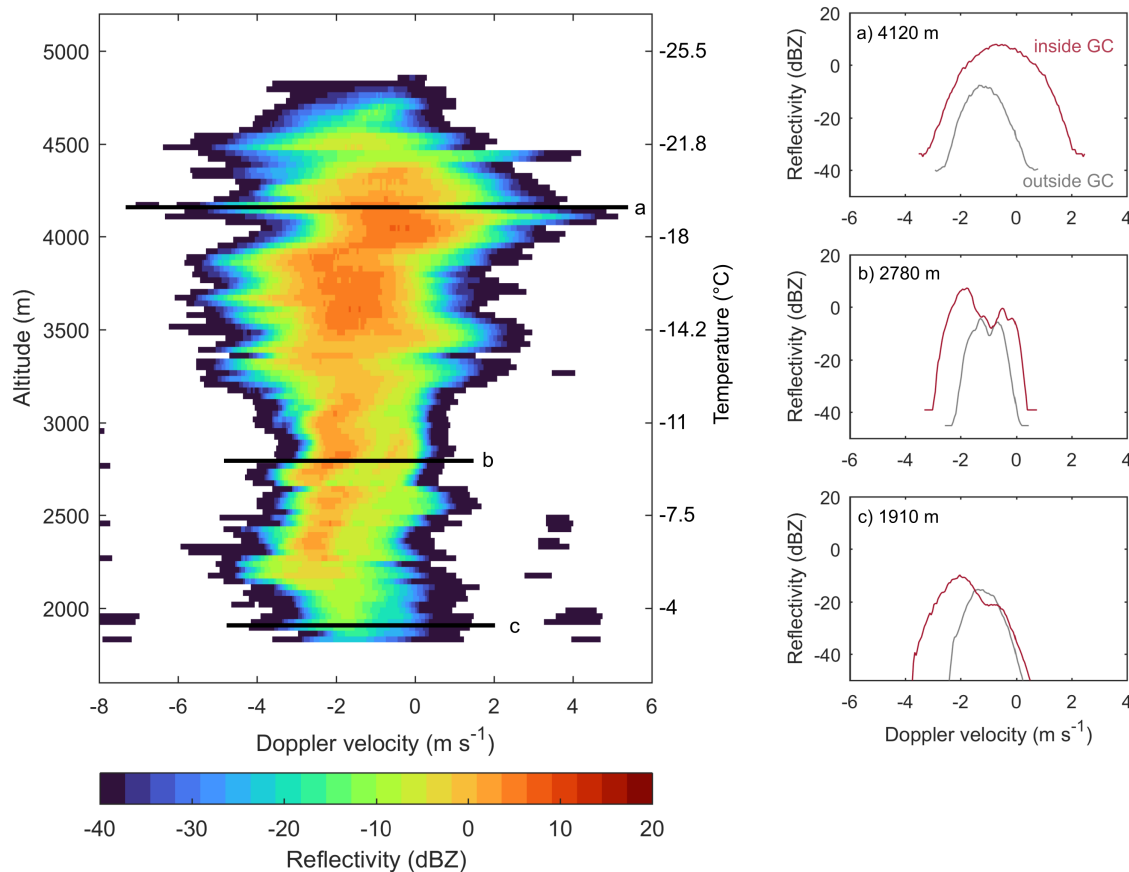 5000
4500
4000
3500
3000
2500
2000
Altitude (m)
-25.5
-21.8
-18
-14.2
-11
-7.5
-4
Temperature (°C)
a
b
c
-8 -6 -4 -2 0 2 4 6
Doppler velocity (m s⁻¹)
-40 -30 -20 -10 0 10 20
Reflectivity (dBZ)
a) 4120 m
inside GC
outside GC
20
0
-20
-40
Reflectivity (dBZ)
-6 -4 -2 0 2 4
b) 2780 m
20
0
-20
-40
Reflectivity (dBZ)
-6 -4 -2 0 2 4
c) 1910 m
20
0
-20
-40
Reflectivity (dBZ)
-6 -4 -2 0 2 4
Doppler velocity (m s⁻¹)